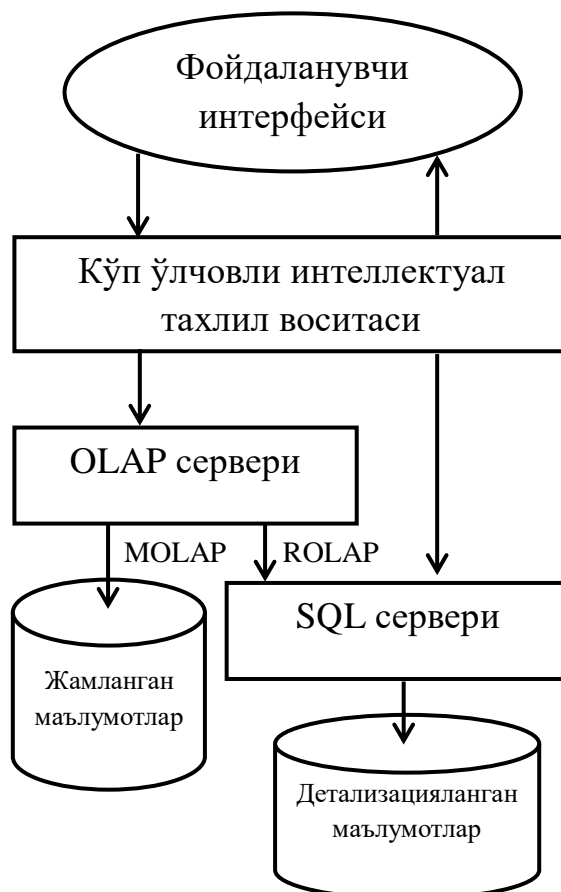 Фойдаланувчи
интерфейси
Кўп ўлчовли интеллектуал
тахлил воситаси
OLAP сервери
MOLAP
ROLAP
SQL сервери
Жамланган
маълумотлар
Детализацияланган
маълумотлар